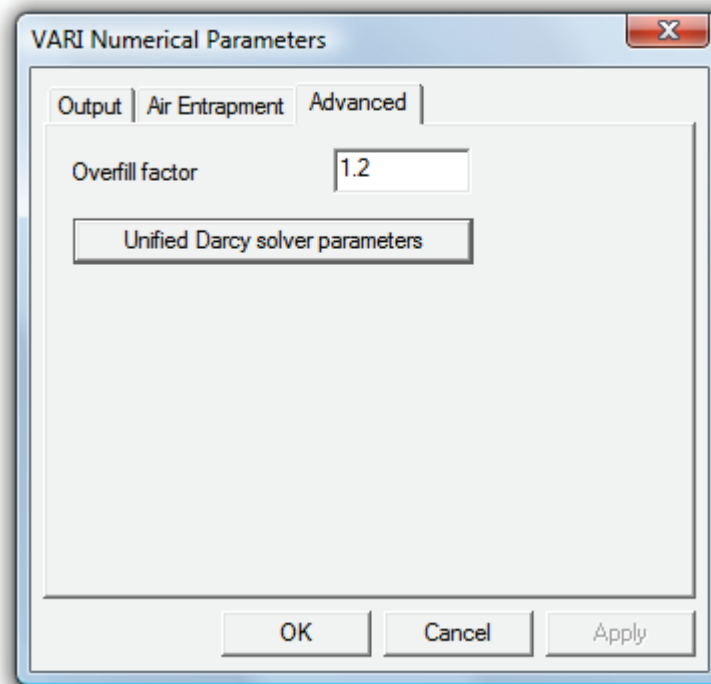 VARI Numerical Parameters
Output Air Entrapment Advanced
Overfill factor 1.2
Unified Darcy solver parameters
OK Cancel Apply